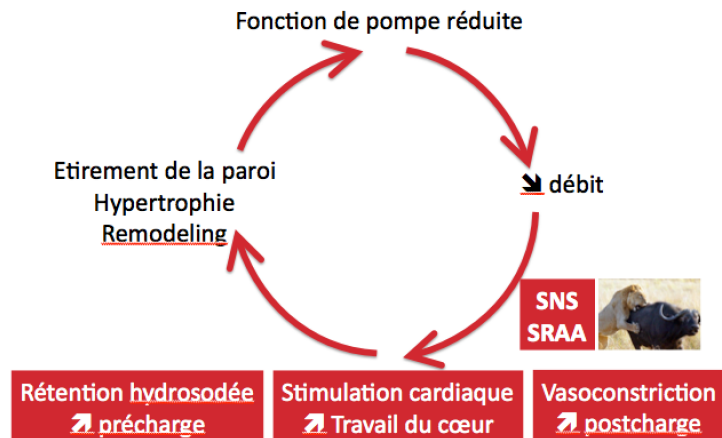 Fonction de pompe réduite
Etirement de la paroi
Hypertrophie
Remodeling
↘ débit
SNS
SRAA
Rétention hydrosodée
↗ précharge
Stimulation cardiaque
↗ Travail du cœur
Vasoconstriction
↗ postcharge